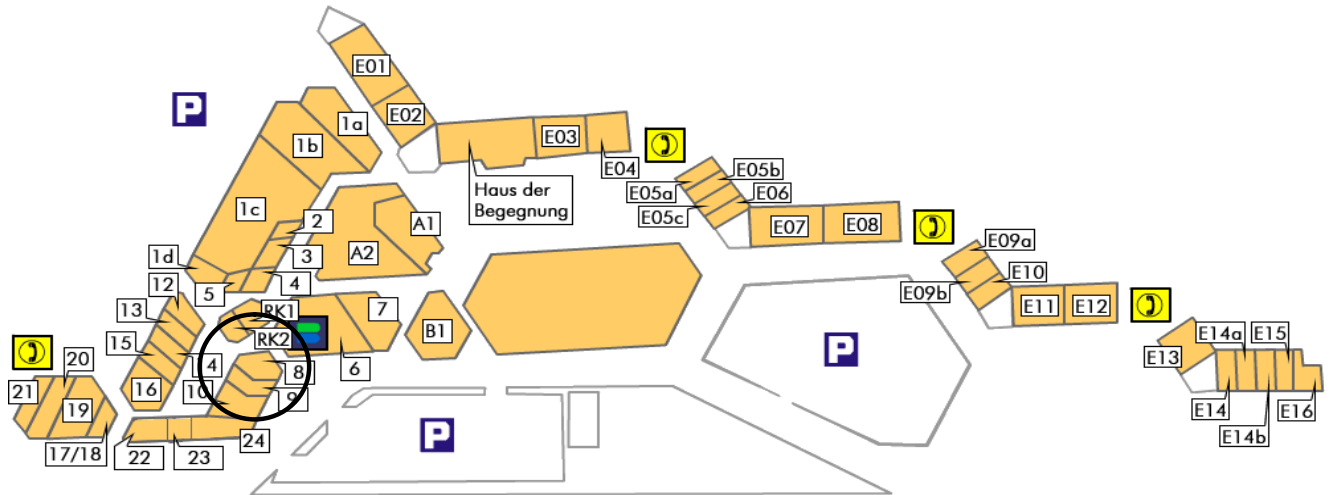 E01
P
E02
1a
1b
E03
E04
Haus der
Begegnung
E05b
E05a
E06
E05c
1c
2
A1
E07
E08
3
A2
E09a
1d
4
E10
12
5
E09b
13
RK1
7
E11
E12
B1
RK2
15
4
6
8
P
E14a
E15
E13
20
21
16
10
9
19
E14
E16
24
P
E14b
17/18
22
23